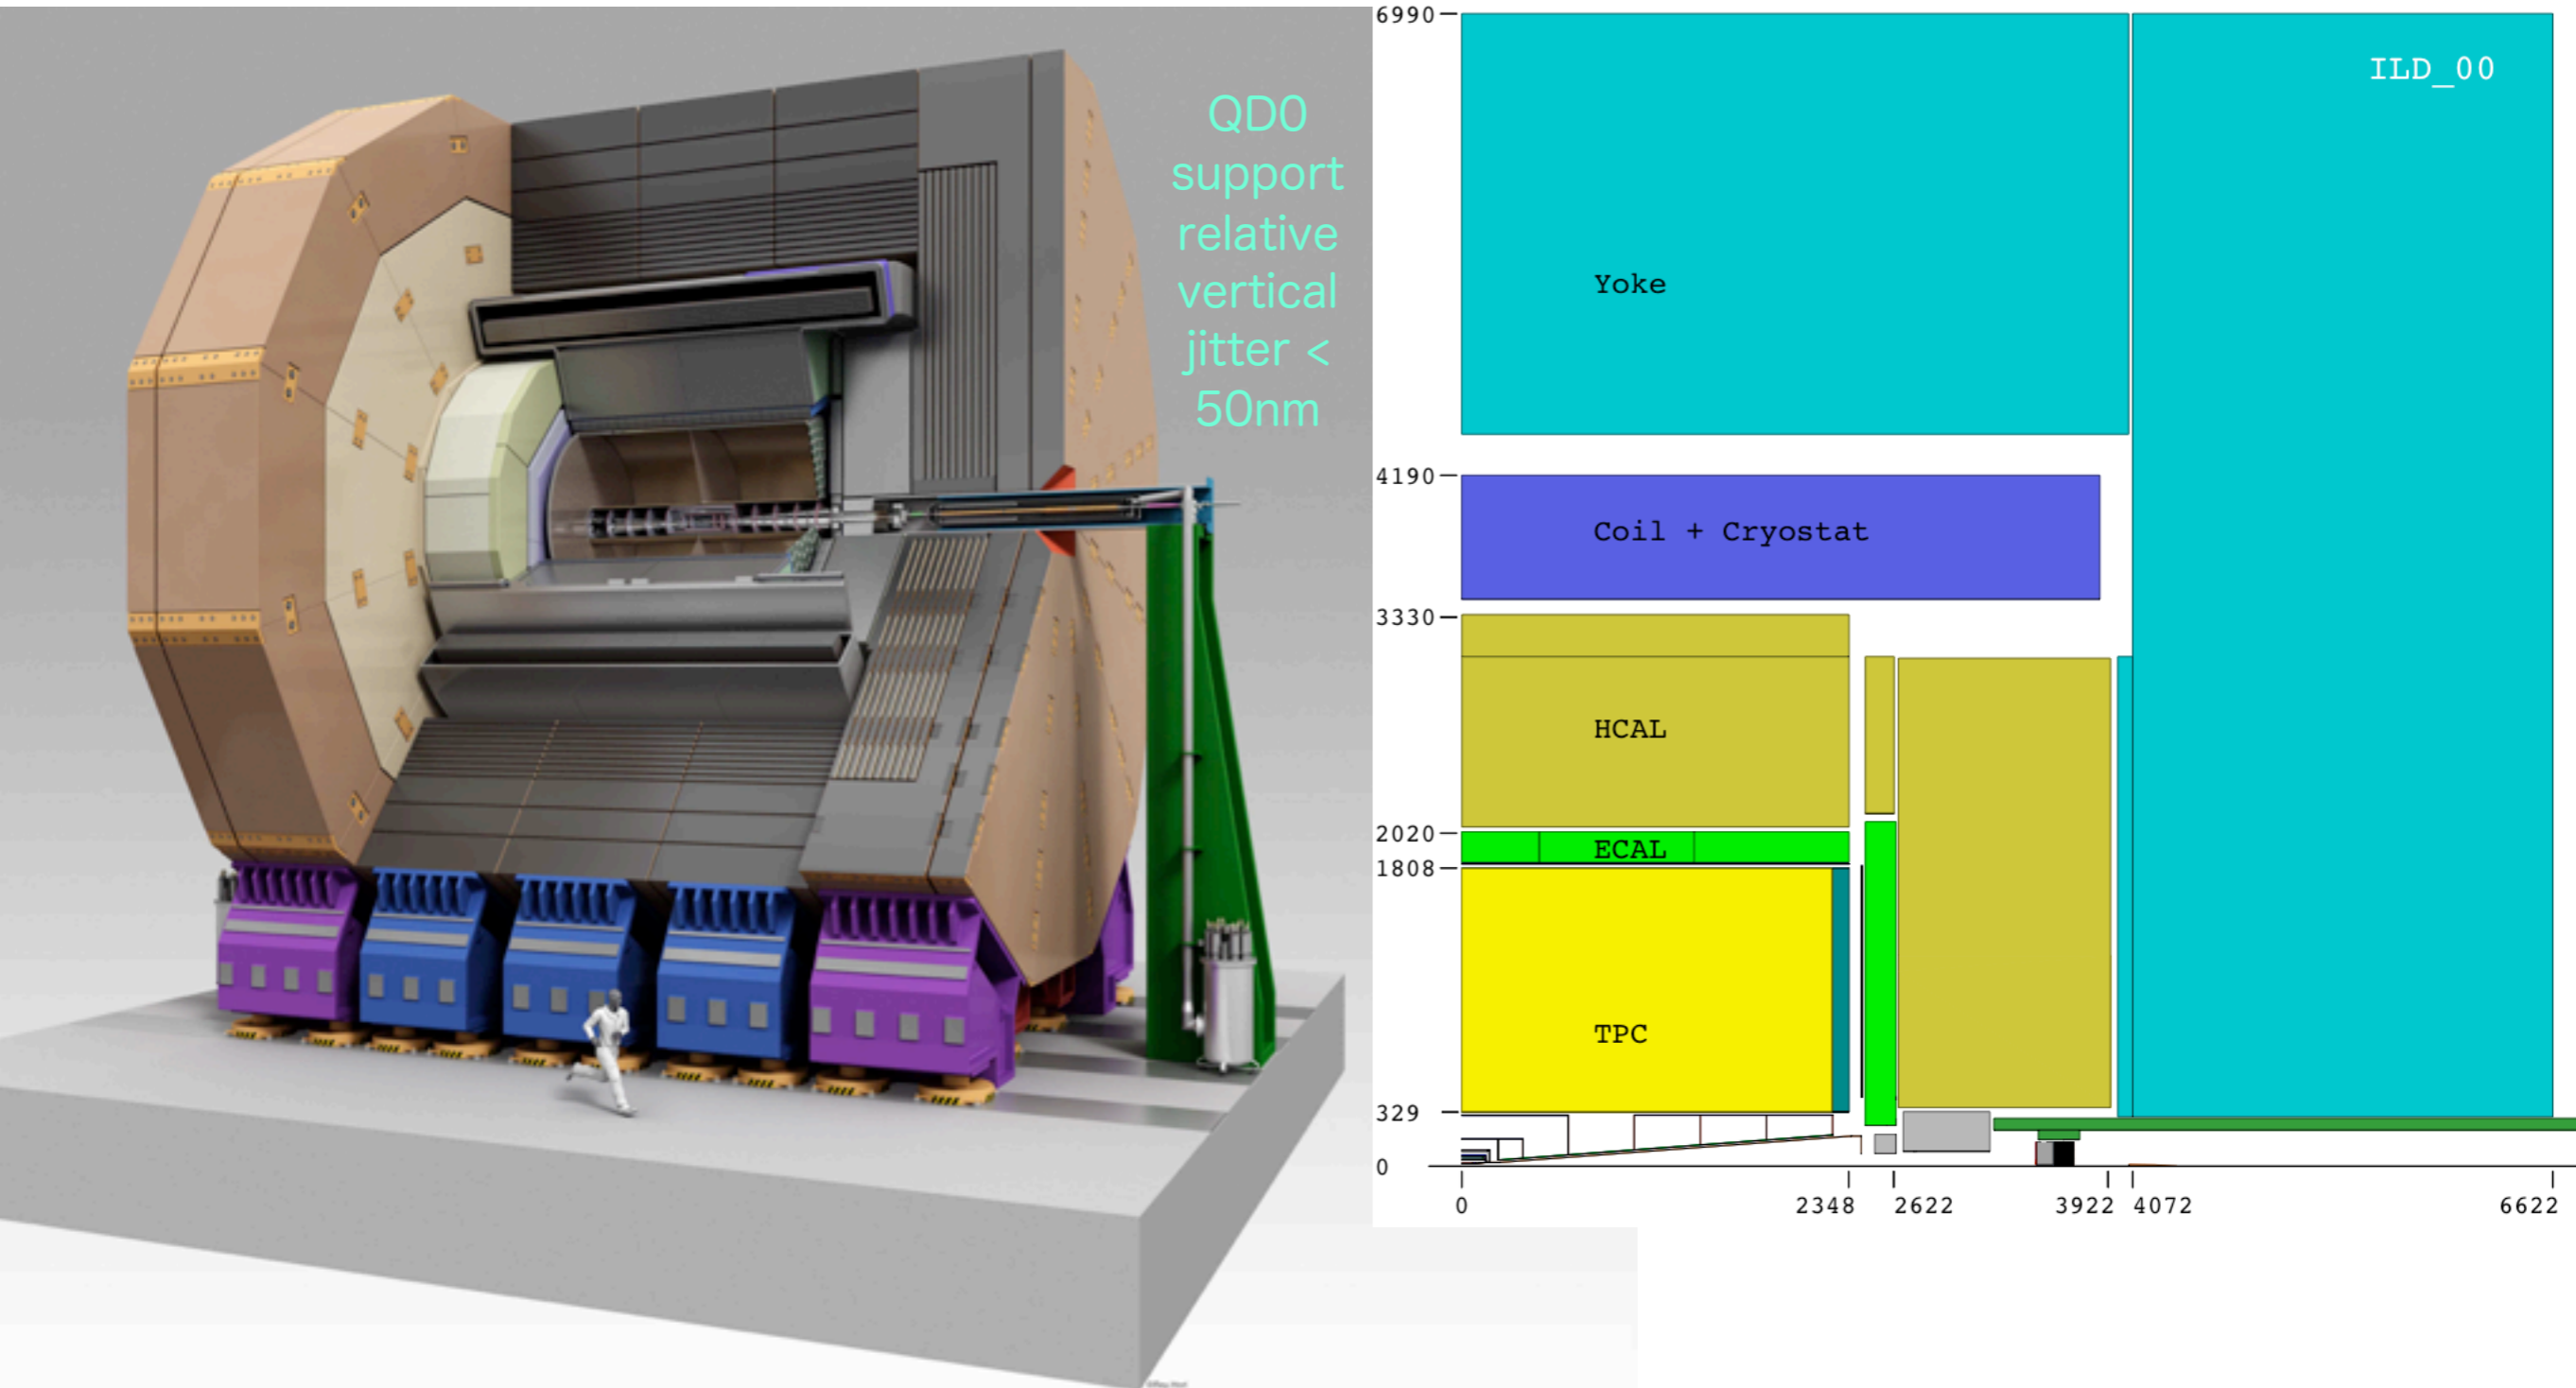 QD0
support
relative
vertical
jitter <
50nm
6990
ILD_00
Yoke
4190
Coil + Cryostat
3330
HCAL
2020
ECAL
1808
TPC
329
0
0 2348 2622 3922 4072 6622